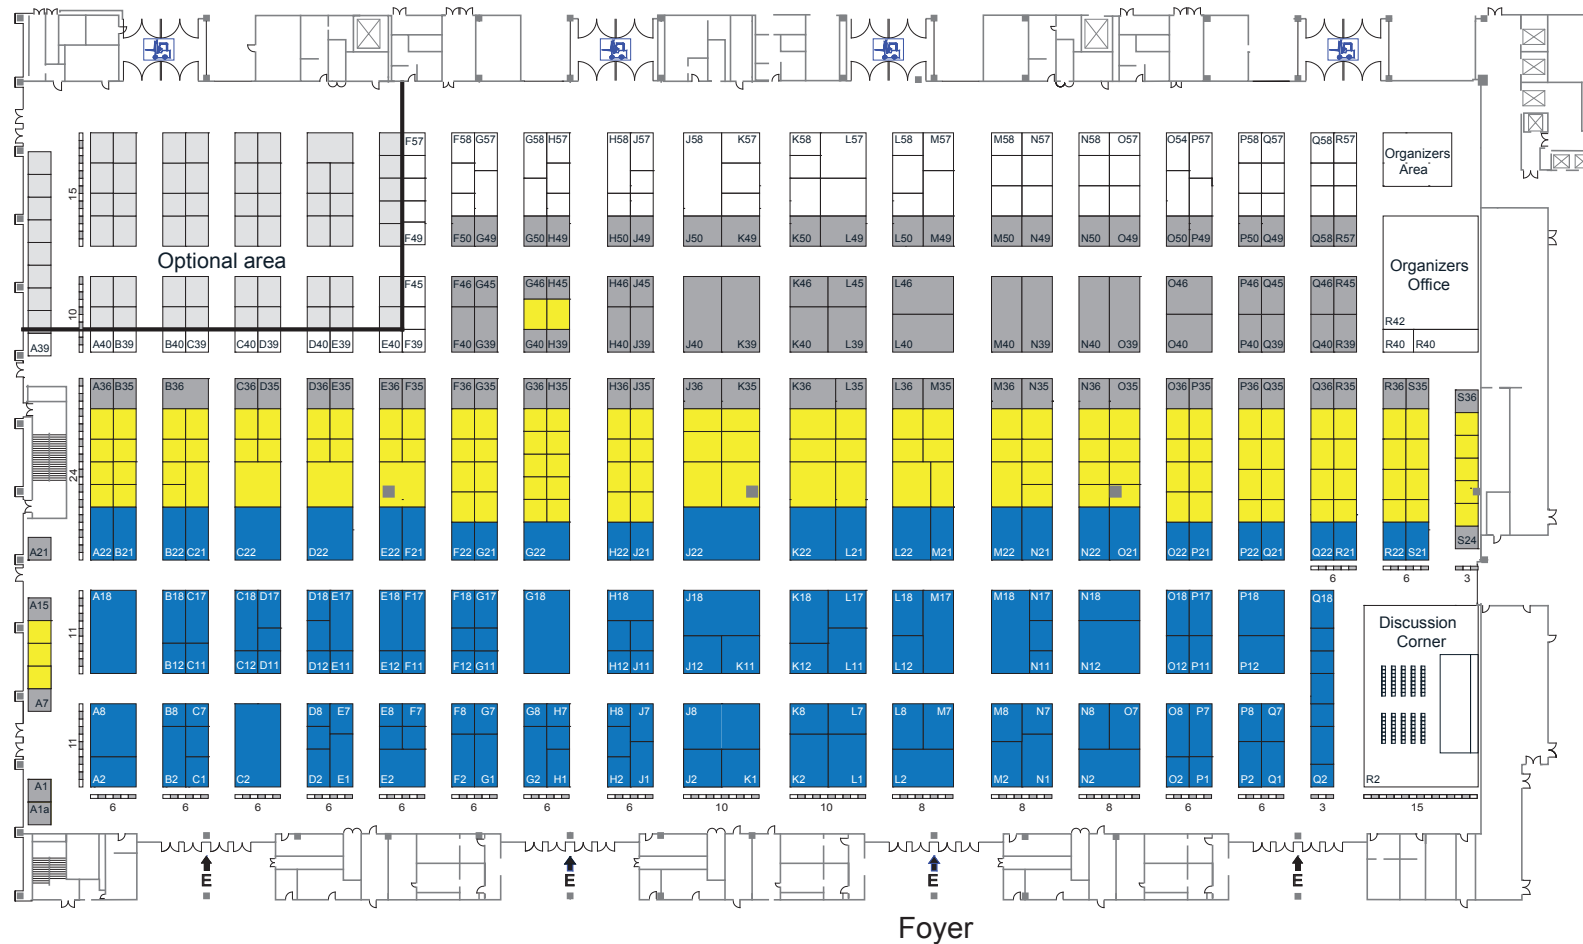 F57 F58 G57 G58 H57 H58 J57 J58 K57 K58 L57 L58 M57 M58 N57 N58 O57 O54 P57 P58 Q57 Q58 R57
Organizers
Area
15
F49 F50 G49 G50 H49 H50 J49 J50 K49 K50 L49 L50 M49 M50 N49 N50 O49 O50 P49 P50 Q49 Q58 R57
Optional area
Organizers
Office
F45 F46 G45 G46 H45 H46 J45 K46 L45 L46 O46 P46 Q45 Q46 R45
10
R42
A39 A40 B39 B40 C39 C40 D39 D40 E39 E40 F39 F40 G39 G40 H39 H40 J39 J40 K39 K40 L39 L40 M40 N39 N40 O39 O40 P40 Q39 Q40 R39 R40 R40
A36 B35 B36 C36 D35 D36 E35 E36 F35 F36 G35 G36 H35 H36 J35 J36 K35 K36 L35 L36 M35 M36 N35 N36 O35 O36 P35 P36 Q35 Q36 R35 R36 S35 S36
24
A21 A22 B21 B22 C21 C22 D22 E22 F21 F22 G21 G22 H22 J21 J22 K22 L21 L22 M21 M22 N21 N22 O21 O22 P21 P22 Q21 Q22 R21 R22 S21 S24
6 6 3
A15 A18 B18 C17 C18 D17 D18 E17 E18 F17 F18 G17 G18 H18 J18 K18 L17 L18 M17 M18 N17 N18 O18 P17 P18 Q18
11
Discussion
Corner
B12 C11 C12 D11 D12 E11 E12 F11 F12 G11 H12 J11 J12 K11 K12 L11 L12 N11 N12 O12 P11 P12
A7 A8 B8 C7 D8 E7 E8 F7 F8 G7 G8 H7 H8 J7 J8 K8 L7 L8 M7 M8 N7 N8 O7 O8 P7 P8 Q7
11
A1 A2 B2 C1 C2 D2 E1 E2 F2 G1 G2 H1 H2 J1 J2 K1 K2 L1 L2 M2 N1 N2 O2 P1 P2 Q1 Q2 R2
A1a
6 6 6 6 6 6 6 6 10 10 8 8 8 6 6 3 15
E E E E
Foyer